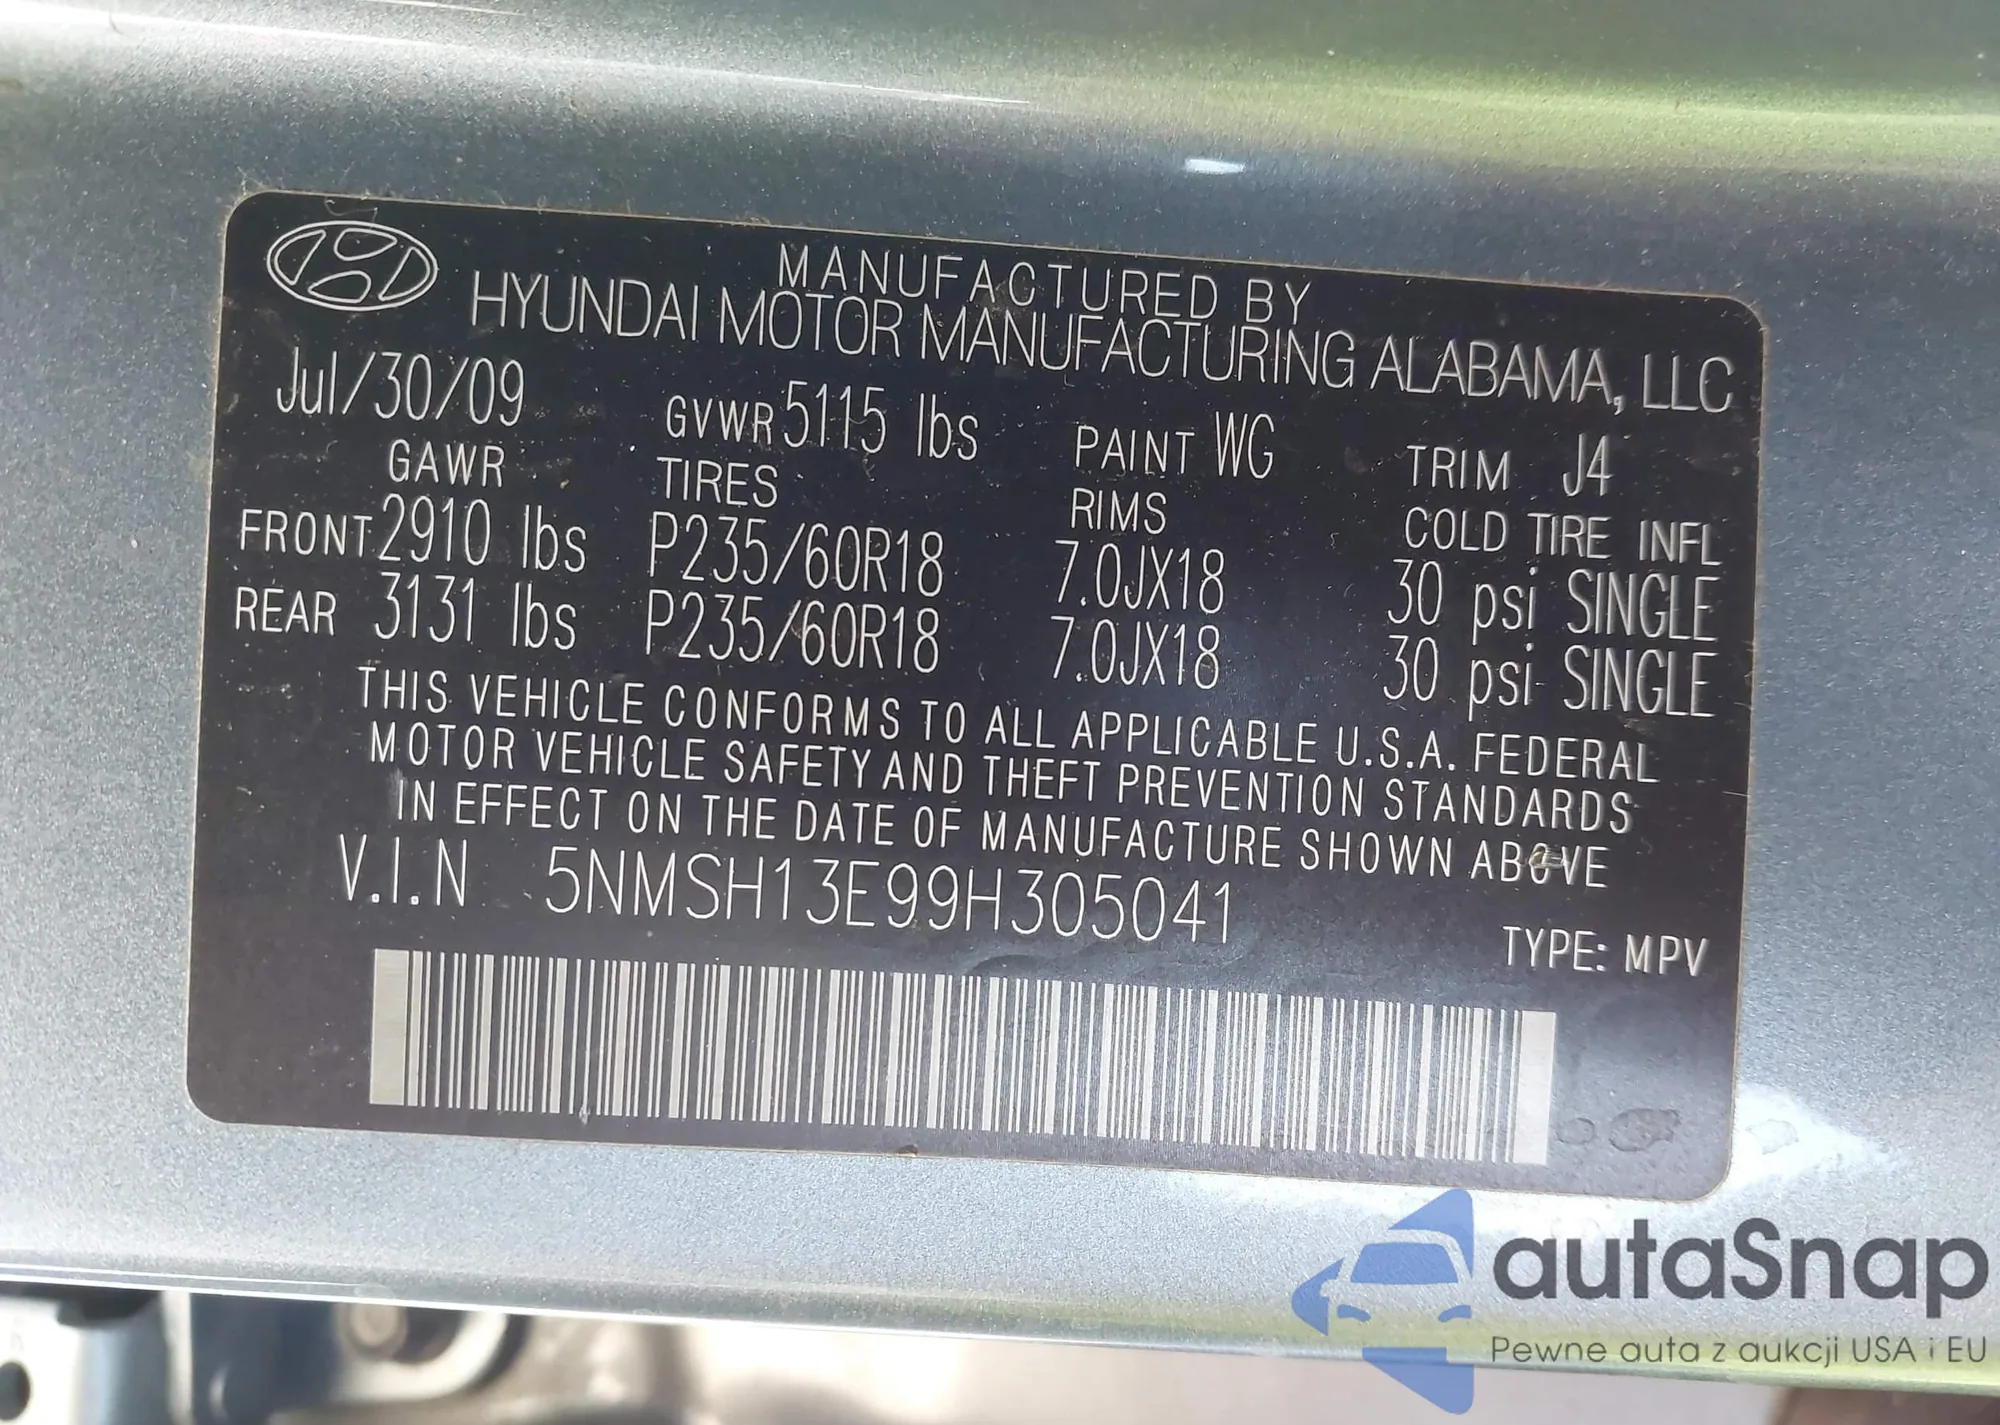 MANUFACTURED BY
HYUNDAI MOTOR MANUFACTURING ALABAMA, LLC
Jul/30/09 GVWR 5115 lbs PAINT WG TRIM J4
GAWR TIRES RIMS COLD TIRE INFL
FRONT 2910 lbs P235/60R18 7.0JX18 30 psi SINGLE
REAR 3131 lbs P235/60R18 7.0JX18 30 psi SINGLE
THIS VEHICLE CONFORMS TO ALL APPLICABLE U.S.A. FEDERAL
MOTOR VEHICLE SAFETY AND THEFT PREVENTION STANDARDS
IN EFFECT ON THE DATE OF MANUFACTURE SHOWN ABOVE
V.I.N 5NMSH13E99H305041
TYPE: MPV
autaSnap
Pewne auta z aukcji USA i EU